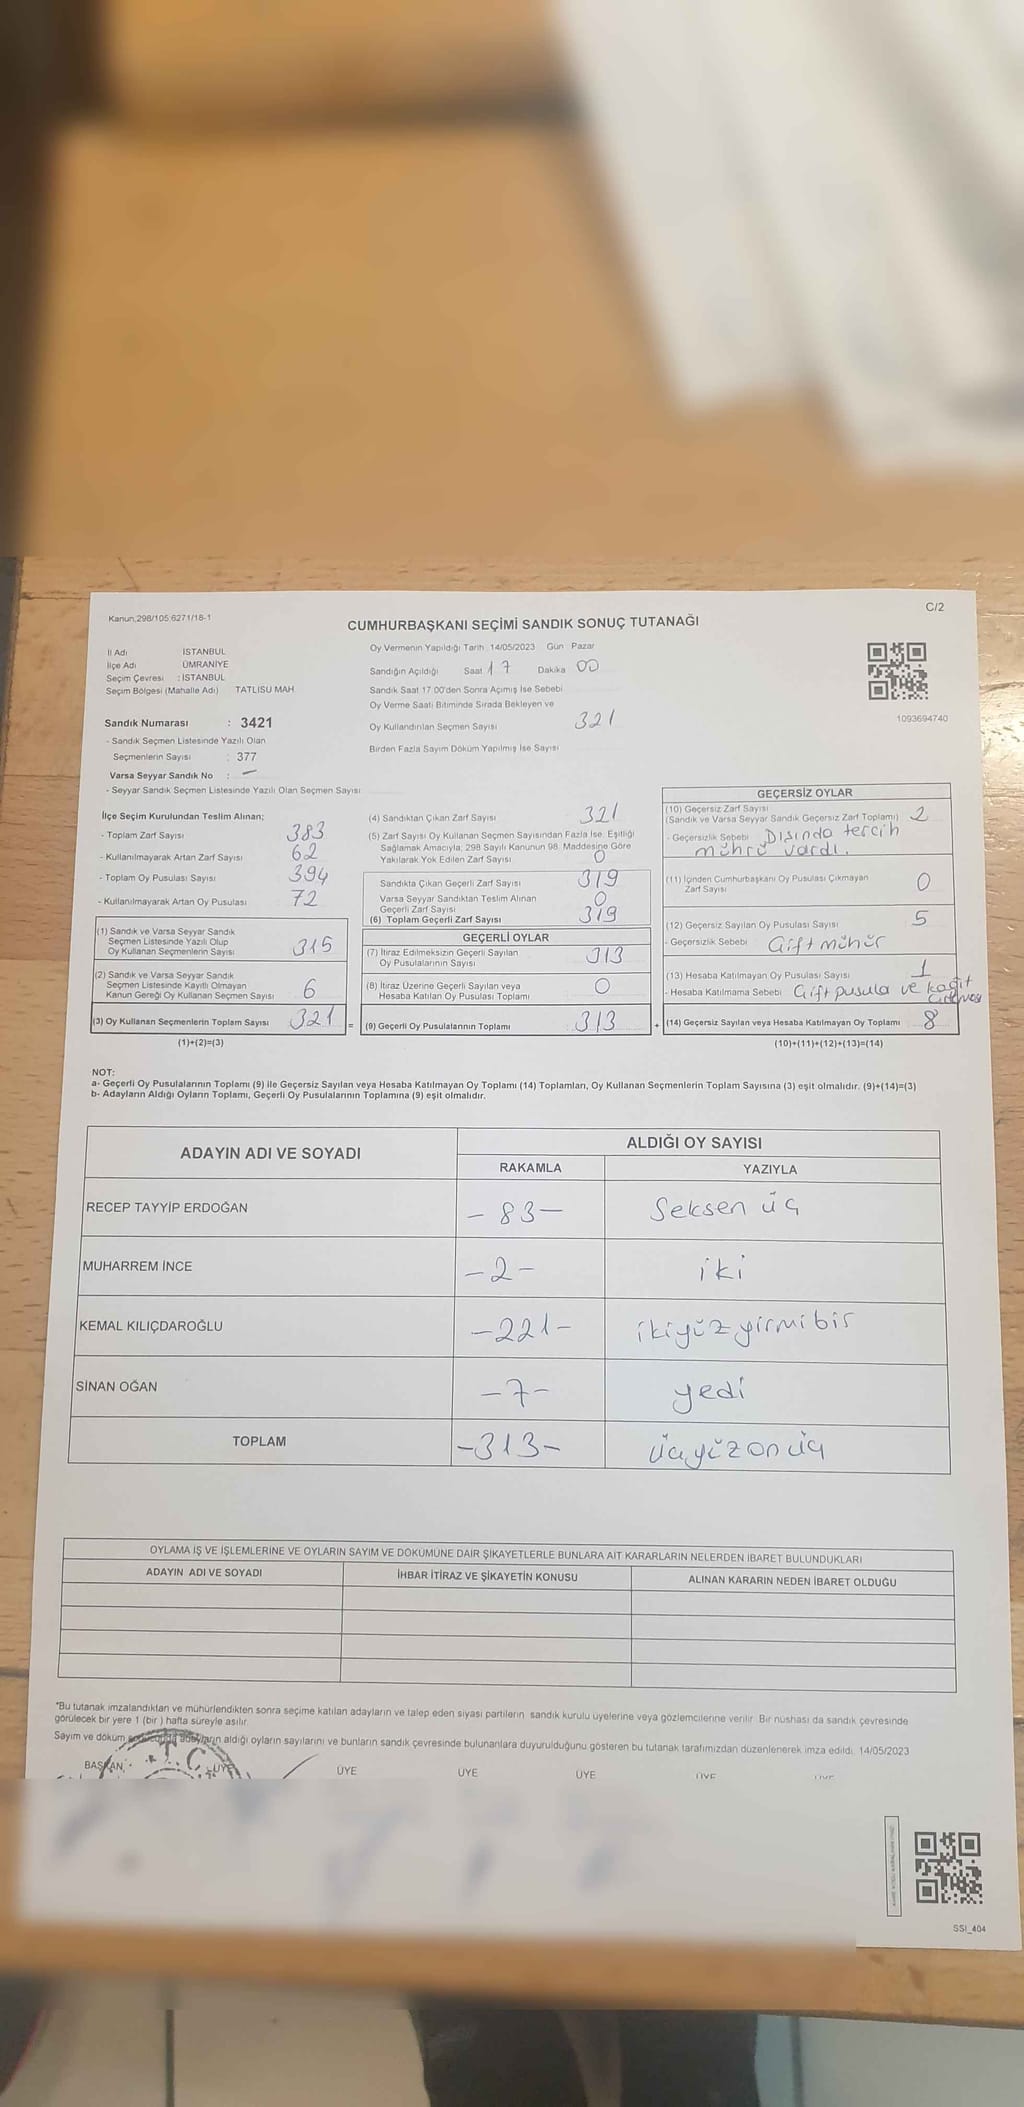 Kanun,298/105 6271/18-1
C/2
CUMHURBAŞKANI SEÇİMİ SANDIK SONUÇ TUTANAĞI
İl Adı İSTANBUL
İlçe Adı ÜMRANİYE
Seçim Çevresi : İSTANBUL
Seçim Bölgesi (Mahalle Adı) TATLISU MAH
Sandık Numarası : 3421
- Sandık Seçmen Listesinde Yazılı Olan
Seçmenlerin Sayısı : 377
Varsa Seyyar Sandık No : —
- Seyyar Sandık Seçmen Listesinde Yazılı Olan Seçmen Sayısı
Oy Vermenin Yapıldığı Tarih 14/05/2023 Gün Pazar
Sandığın Açıldığı Saat 17 Dakika 00
Sandık Saat 17 00'den Sonra Açımış İse Sebebi
Oy Verme Saati Bitiminde Sırada Bekleyen ve
Oy Kullandırılan Seçmen Sayısı 321
Birden Fazla Sayım Döküm Yapılmış İse Sayısı
1093694740
İlçe Seçim Kurulundan Teslim Alınan;
- Toplam Zarf Sayısı 383
- Kullanılmayarak Artan Zarf Sayısı 62
- Toplam Oy Pusulası Sayısı 394
- Kullanılmayarak Artan Oy Pusulası 72
(1) Sandık ve Varsa Seyyar Sandık
Seçmen Listesinde Yazılı Olup
Oy Kullanan Seçmenlerin Sayısı 315
(2) Sandık ve Varsa Seyyar Sandık
Seçmen Listesinde Kayıtlı Olmayan
Kanun Gereği Oy Kullanan Seçmen Sayısı 6
(3) Oy Kullanan Seçmenlerin Toplam Sayısı 321
(1)+(2)=(3)
(4) Sandıktan Çıkan Zarf Sayısı 321
(5) Zarf Sayısı Oy Kullanan Seçmen Sayısından Fazla İse, Eşitliği
Sağlamak Amacıyla; 298 Sayılı Kanunun 98. Maddesine Göre
Yakılarak Yok Edilen Zarf Sayısı 0
Sandıkta Çıkan Geçerli Zarf Sayısı 319
Varsa Seyyar Sandıktan Teslim Alınan
Geçerli Zarf Sayısı 0
(6) Toplam Geçerli Zarf Sayısı 319
GEÇERLİ OYLAR
(7) İtiraz Edilmeksizin Geçerli Sayılan
Oy Pusulalarının Sayısı 313
(8) İtiraz Üzerine Geçerli Sayılan veya
Hesaba Katılan Oy Pusulası Toplamı 0
= (9) Geçerli Oy Pusulalarının Toplamı : 313
GEÇERSİZ OYLAR
(10) Geçersiz Zarf Sayısı
(Sandık ve Varsa Seyyar Sandık Geçersiz Zarf Toplamı) 2
- Geçersizlik Sebebi Dışında tercih
mührü vardı.
(11) İçinden Cumhurbaşkanı Oy Pusulası Çıkmayan
Zarf Sayısı 0
(12) Geçersiz Sayılan Oy Pusulası Sayısı 5
- Geçersizlik Sebebi Çift mühür
(13) Hesaba Katılmayan Oy Pusulası Sayısı 1
- Hesaba Katılmama Sebebi Çift pusula ve kağıt
+ (14) Geçersiz Sayılan veya Hesaba Katılmayan Oy Toplamı 8
(10)+(11)+(12)+(13)=(14)
NOT:
a- Geçerli Oy Pusulalarının Toplamı (9) ile Geçersiz Sayılan veya Hesaba Katılmayan Oy Toplamı (14) Toplamları, Oy Kullanan Seçmenlerin Toplam Sayısına (3) eşit olmalıdır. (9)+(14)=(3)
b- Adayların Aldığı Oyların Toplamı, Geçerli Oy Pusulalarının Toplamına (9) eşit olmalıdır.
ADAYIN ADI VE SOYADI ALDIĞI OY SAYISI
RAKAMLA YAZIYLA
RECEP TAYYİP ERDOĞAN - 83 - Seksen üç
MUHARREM İNCE - 2 - iki
KEMAL KILIÇDAROĞLU - 221 - ikiyüz yirmi bir
SİNAN OĞAN - 7 - yedi
TOPLAM - 313 - üçyüz on üç
OYLAMA İŞ VE İŞLEMLERİNE VE OYLARIN SAYIM VE DÖKÜMÜNE DAİR ŞİKAYETLERLE BUNLARA AİT KARARLARIN NELERDEN İBARET BULUNDUKLARI
ADAYIN ADI VE SOYADI İHBAR İTİRAZ VE ŞİKAYETİN KONUSU ALINAN KARARIN NEDEN İBARET OLDUĞU
*Bu tutanak imzalandıktan ve mühürlendikten sonra seçime katılan adayların ve talep eden siyasi partilerin sandık kurulu üyelerine veya gözlemcilerine verilir. Bir nüshası da sandık çevresinde
görülecek bir yere 1 (bir ) hafta süreyle asılır.
Sayım ve döküm adayların aldığı oyların sayılarını ve bunların sandık çevresinde bulunanlara duyurulduğunu gösteren bu tutanak tarafımızdan düzenlenerek imza edildi. 14/05/2023
BAŞKAN, ÜYE ÜYE ÜYE ÜYE ÜYE
T.C.
SSI_404